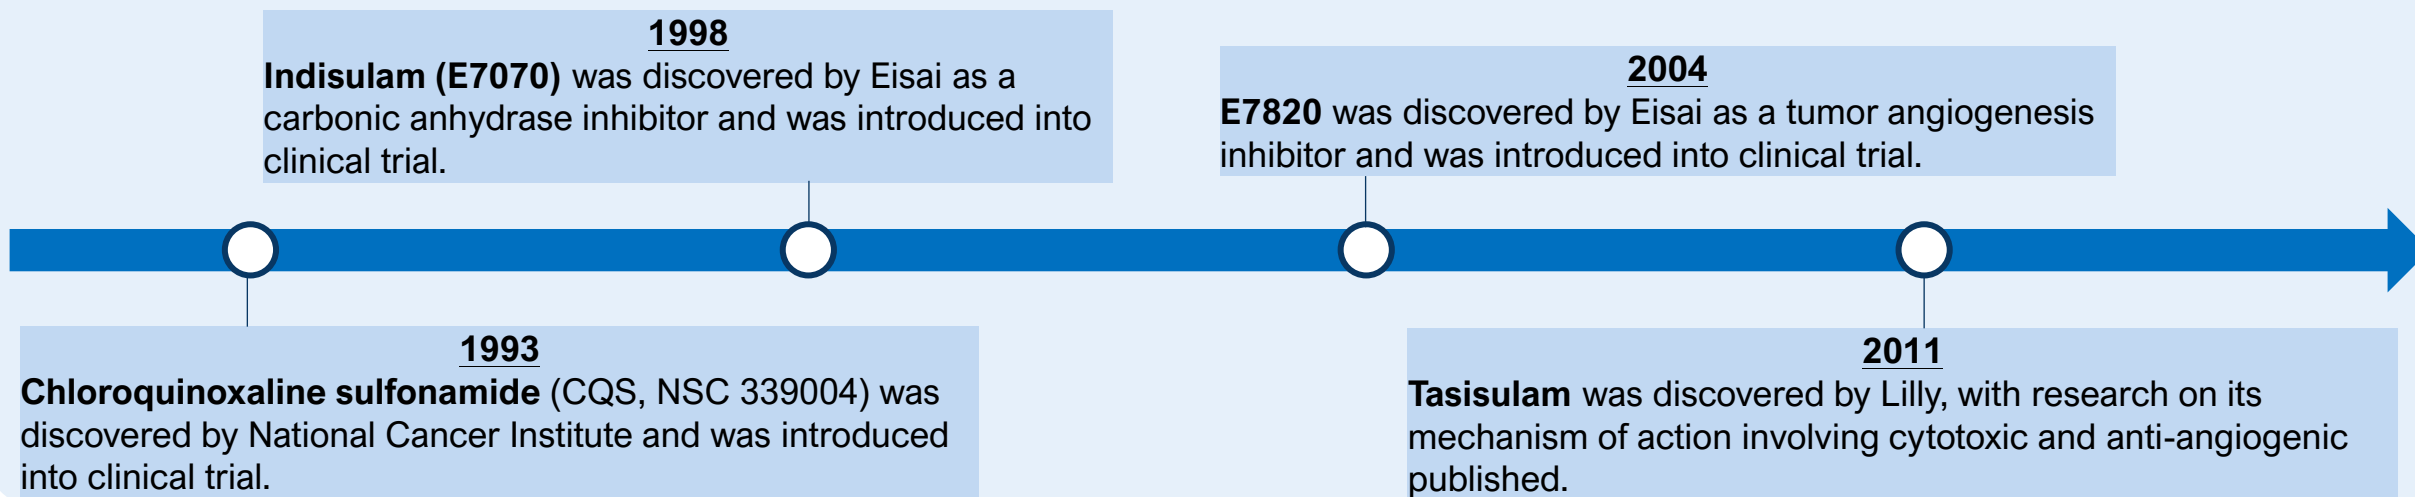 1998
Indisulam (E7070) was discovered by Eisai as a
carbonic anhydrase inhibitor and was introduced into
clinical trial.
2004
E7820 was discovered by Eisai as a tumor angiogenesis
inhibitor and was introduced into clinical trial.
1993
Chloroquinoxaline sulfonamide (CQS, NSC 339004) was
discovered by National Cancer Institute and was introduced
into clinical trial.
2011
Tasisulam was discovered by Lilly, with research on its
mechanism of action involving cytotoxic and anti-angiogenic
published.